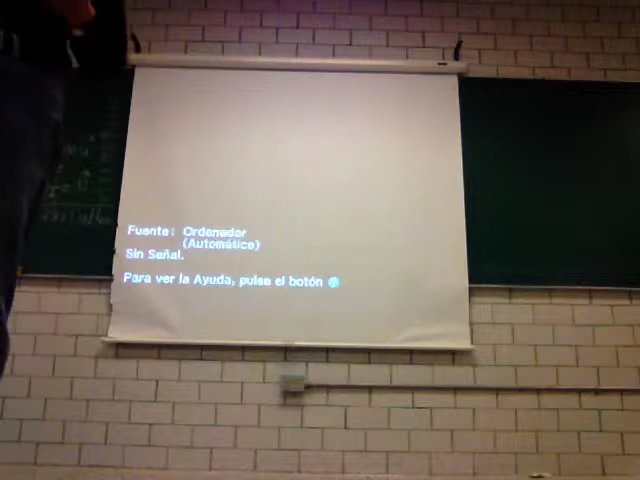 Fuente: Ordenador
(Automático)
Sin Señal.
Para ver la Ayuda, pulse el botón